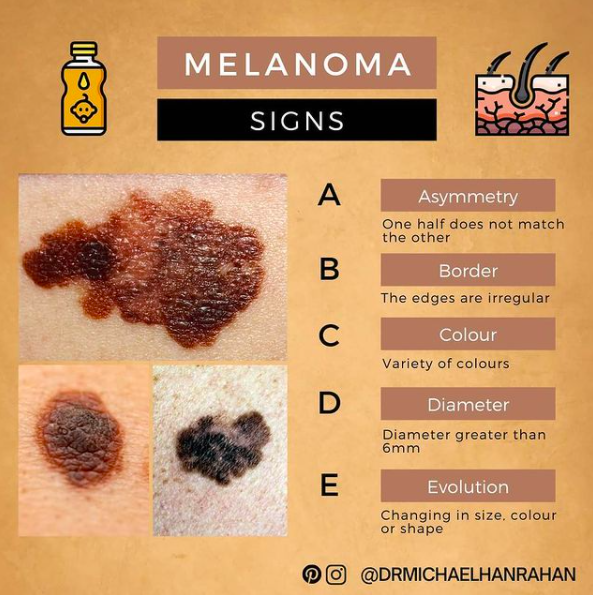 MELANOMA
SIGNS
A
Asymmetry
One half does not match
the other
B
Border
The edges are irregular
C
Colour
Variety of colours
D
Diameter
Diameter greater than
6mm
E
Evolution
Changing in size, colour
or shape
@DRMICHAELHANRAHAN